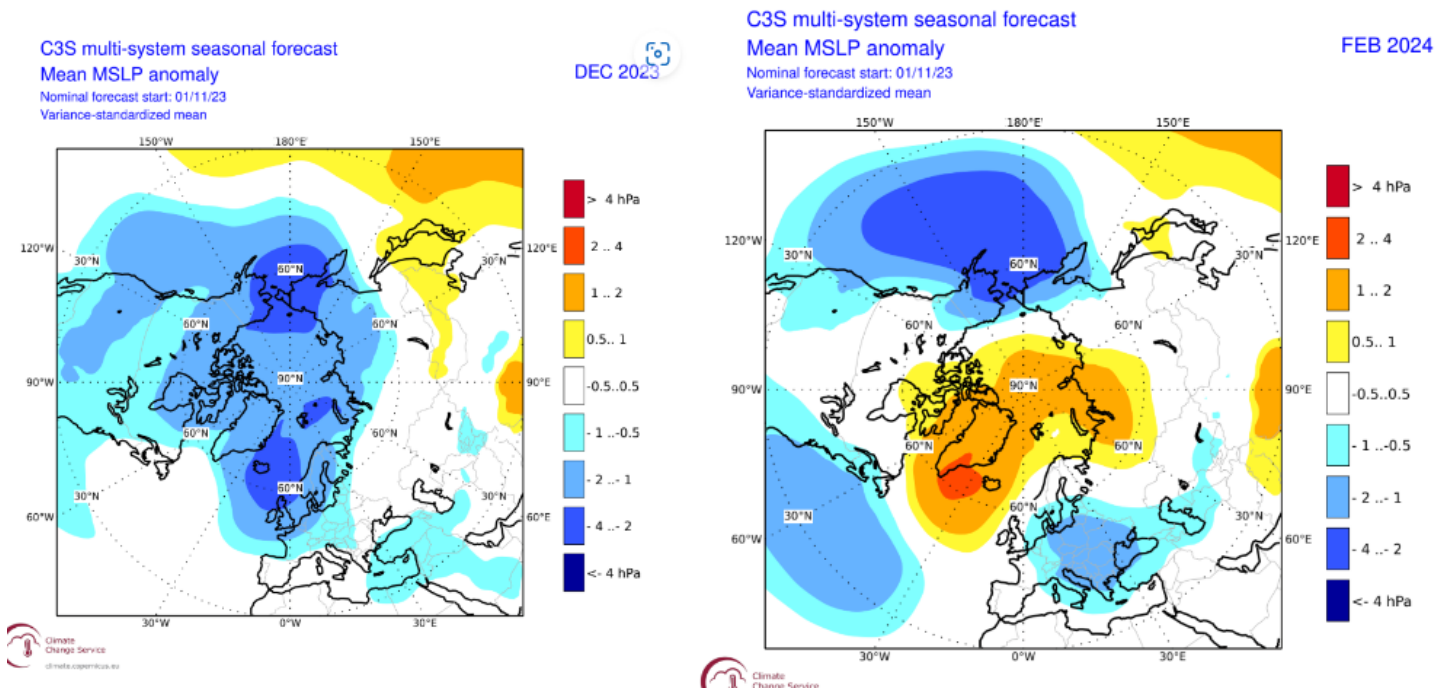 C3S multi-system seasonal forecast
Mean MSLP anomaly
DEC 2023
Nominal forecast start: 01/11/23
Variance-standardized mean
150°W
180°E
150°E
120°W
30°N
60°N
30°N
120°E
60°N
60°N
90°W
90°N
90°E
60°N
60°N
30°N
60°N
30°N
60°W
60°E
30°W
0°W
30°E
> 4 hPa
2 .. 4
1 .. 2
0.5.. 1
-0.5..0.5
- 1 ..-0.5
- 2 ..- 1
- 4 ..- 2
<- 4 hPa
Climate
Change Service
climate.copernicus.eu
C3S multi-system seasonal forecast
Mean MSLP anomaly
FEB 2024
Nominal forecast start: 01/11/23
Variance-standardized mean
150°W
180°E
150°E
120°W
30°N
60°N
30°N
120°E
60°N
60°N
90°W
90°N
90°E
60°N
60°N
30°N
60°N
30°N
60°W
60°E
30°W
0°W
30°E
> 4 hPa
2 .. 4
1 .. 2
0.5.. 1
-0.5..0.5
- 1 ..-0.5
- 2 ..- 1
- 4 ..- 2
<- 4 hPa
Climate
Change Service